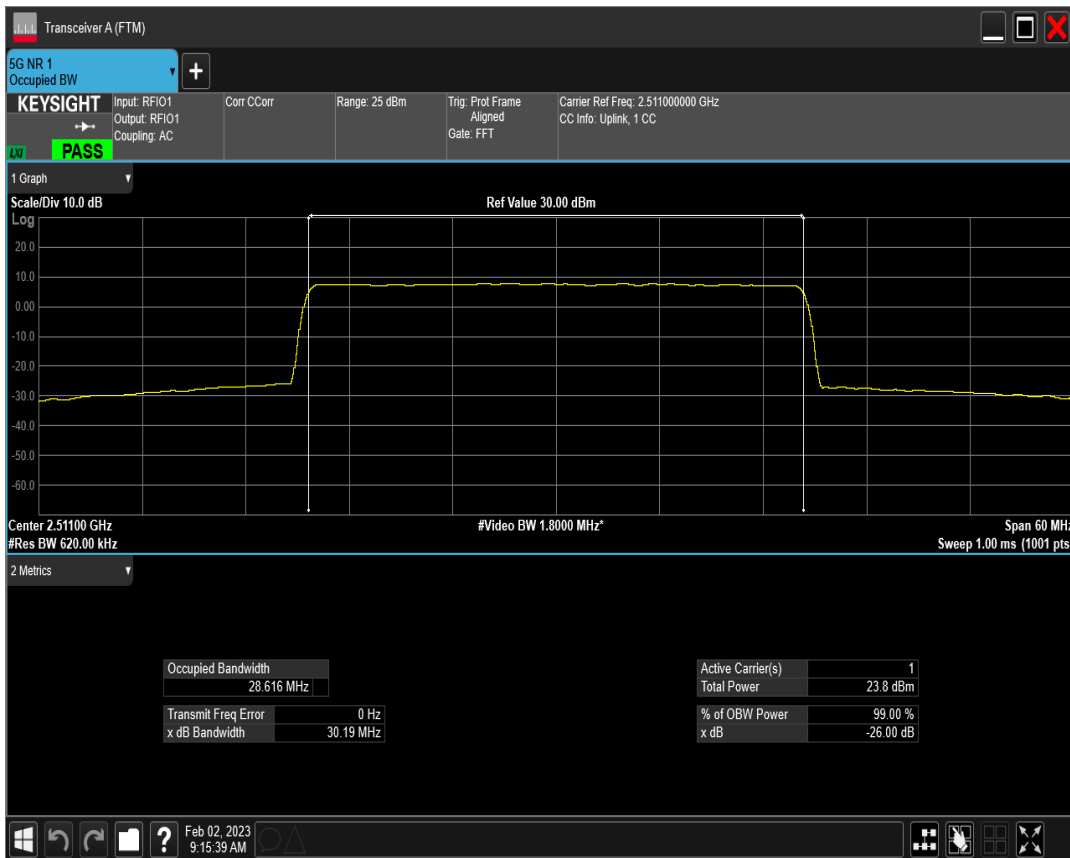 Transceiver A (FTM)
5G NR 1
Occupied BW
+
KEYSIGHT
LXI
PASS
Input: RFIO1
Output: RFIO1
Coupling: AC
Corr CCorr
Range: 25 dBm
Trig: Prot Frame
Aligned
Gate: FFT
Carrier Ref Freq: 2.511000000 GHz
CC Info: Uplink, 1 CC
1 Graph
Scale/Div 10.0 dB
Ref Value 30.00 dBm
Log
20.0
10.0
0.00
-10.0
-20.0
-30.0
-40.0
-50.0
-60.0
Center 2.51100 GHz
#Video BW 1.8000 MHz*
Span 60 MHz
#Res BW 620.00 kHz
Sweep 1.00 ms (1001 pts
2 Metrics
Occupied Bandwidth
28.616 MHz
Transmit Freq Error 0 Hz
x dB Bandwidth 30.19 MHz
Active Carrier(s) 1
Total Power 23.8 dBm
% of OBW Power 99.00 %
x dB -26.00 dB
?
Feb 02, 2023
9:15:39 AM